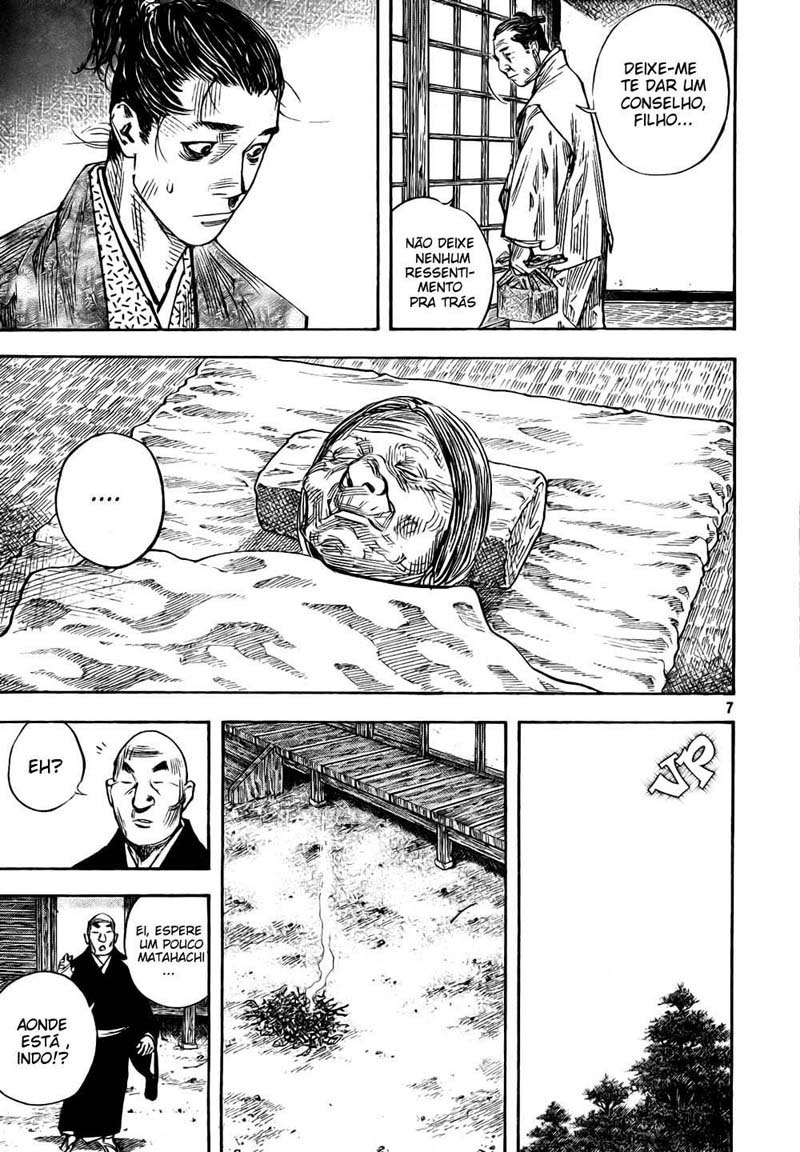 DEIXE-ME
TE DAR UM
CONSELHO,
FILHO...
NÃO DEIXE
NENHUM
RESSENTI-
MENTO
PRA TRÁS
....
7
VP
EH?
EI, ESPERE
UM POUCO
MATAHACHI
...
AONDE
ESTÁ ,
INDO!?